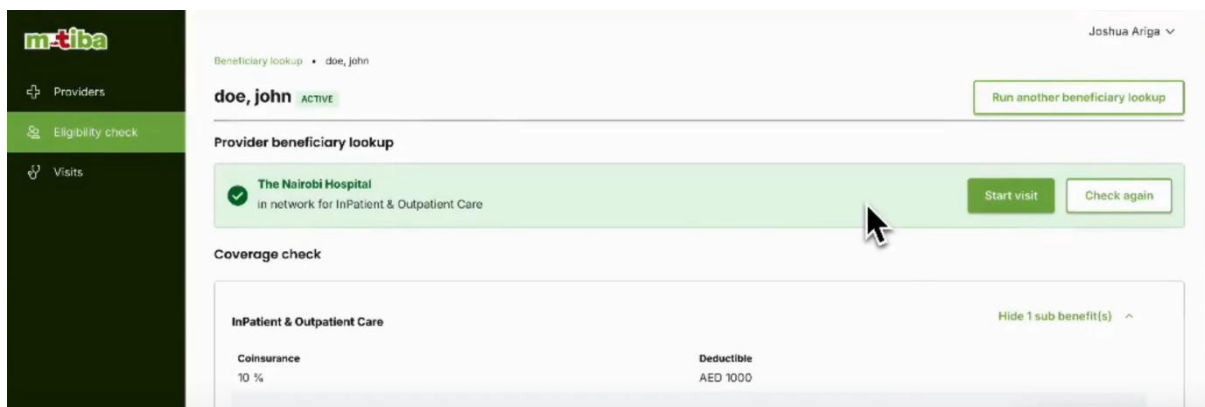 m-tiba
Joshua Ariga
Beneficiary lookup • doe, john
Providers
doe, john ACTIVE
Run another beneficiary lookup
Eligibility check
Provider beneficiary lookup
Visits
The Nairobi Hospital
in network for InPatient & Outpatient Care
Start visit
Check again
Coverage check
InPatient & Outpatient Care
Hide 1 sub benefit(s)
Coinsurance
Deductible
10 %
AED 1000